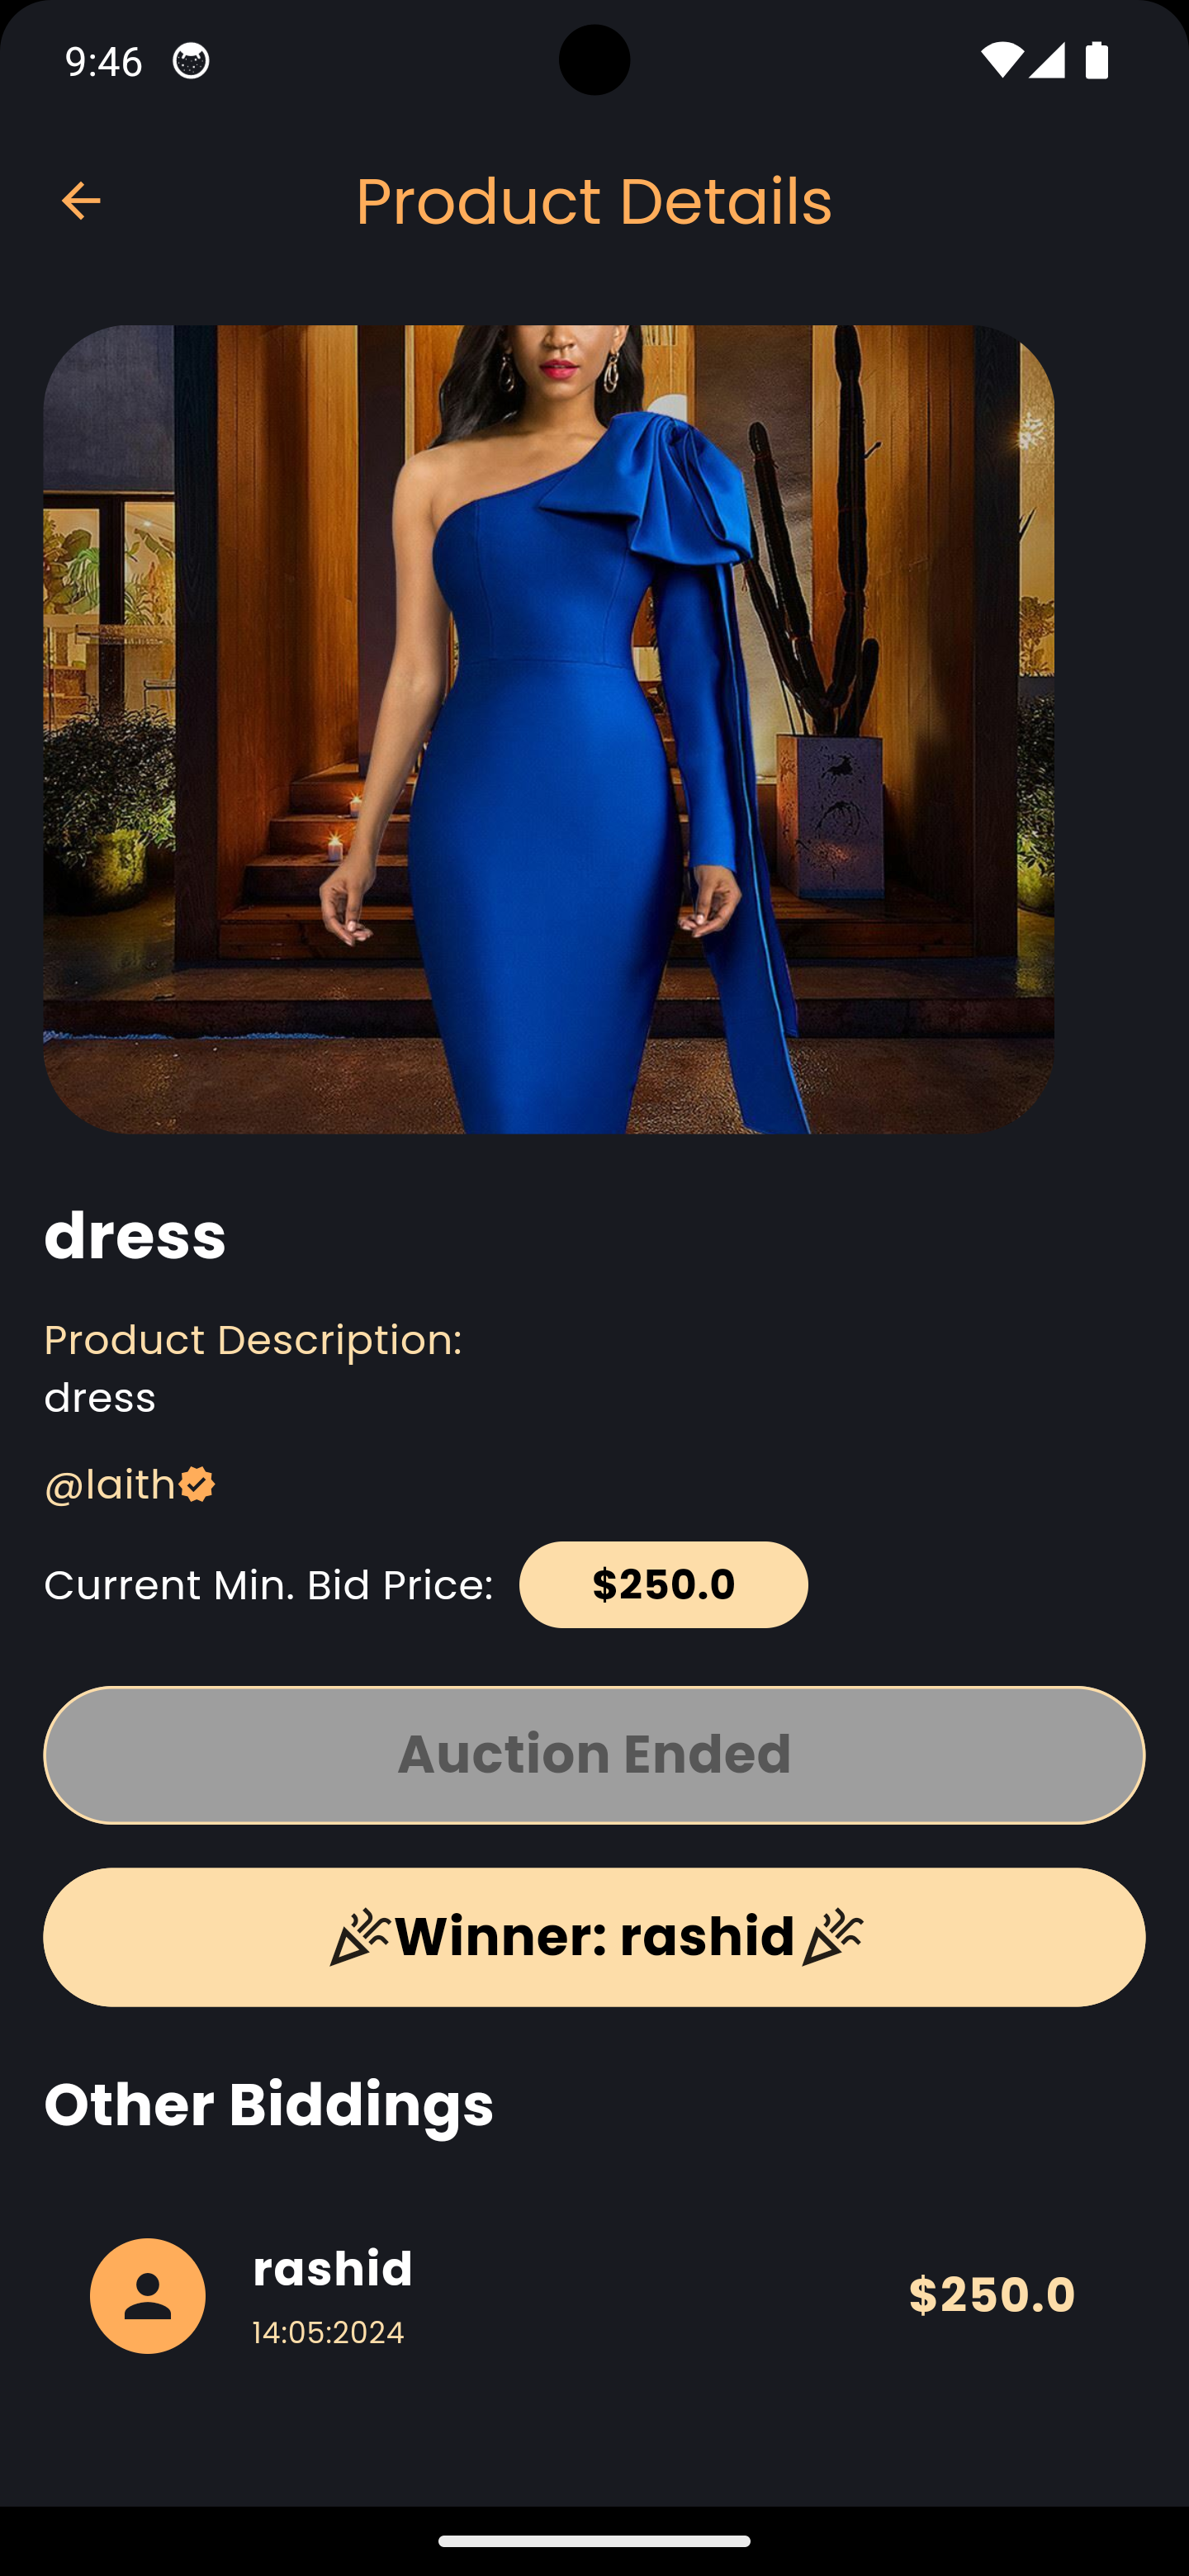 9:46
Product Details
dress
Product Description:
dress
@laith
Current Min. Bid Price: $250.0
Auction Ended
Winner: rashid
Other Biddings
rashid
$250.0
14:05:2024